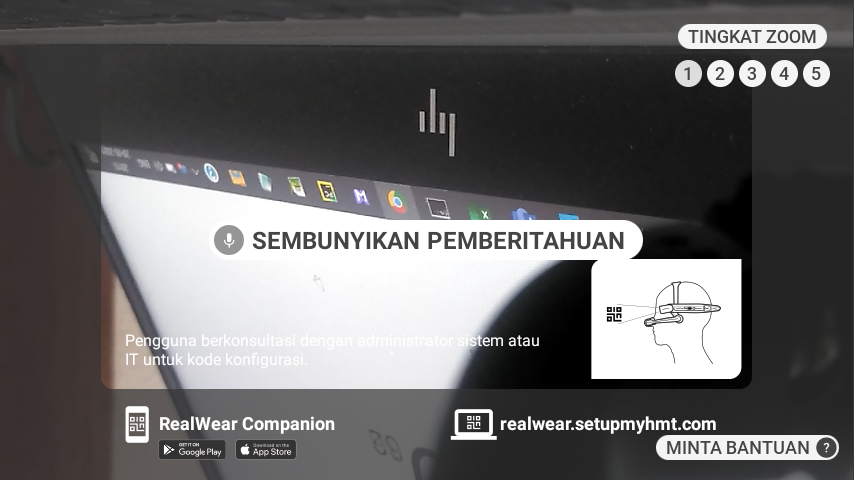 TINGKAT ZOOM
1 2 3 4 5
SEMBUNYIKAN PEMBERITAHUAN
Pengguna berkonsultasi dengan administrator sistem atau
IT untuk kode konfigurasi.
RealWear Companion
GET IT ON
Google Play
Download on the
App Store
realwear.setupmyhmt.com
MINTA BANTUAN ?